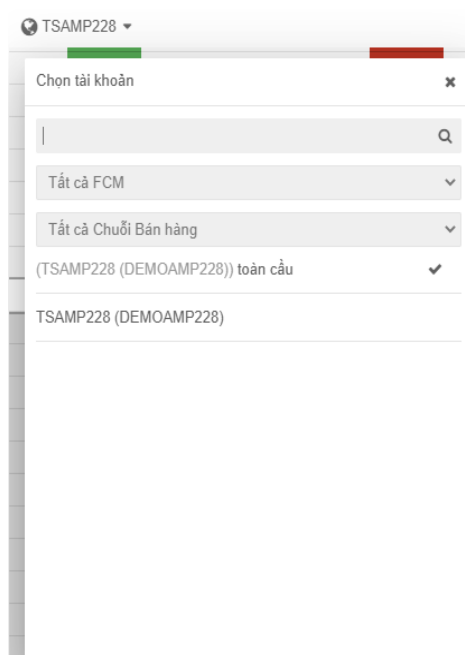 TSAMP228
Chọn tài khoản
Tất cả FCM
Tất cả Chuỗi Bán hàng
(TSAMP228 (DEMOAMP228)) toàn cầu
TSAMP228 (DEMOAMP228)